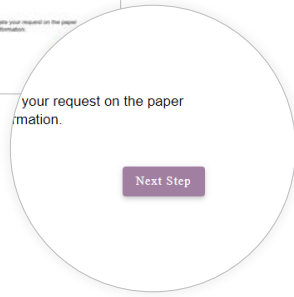 ate your request on the paper
formation.
your request on the paper
rmation.
Next Step